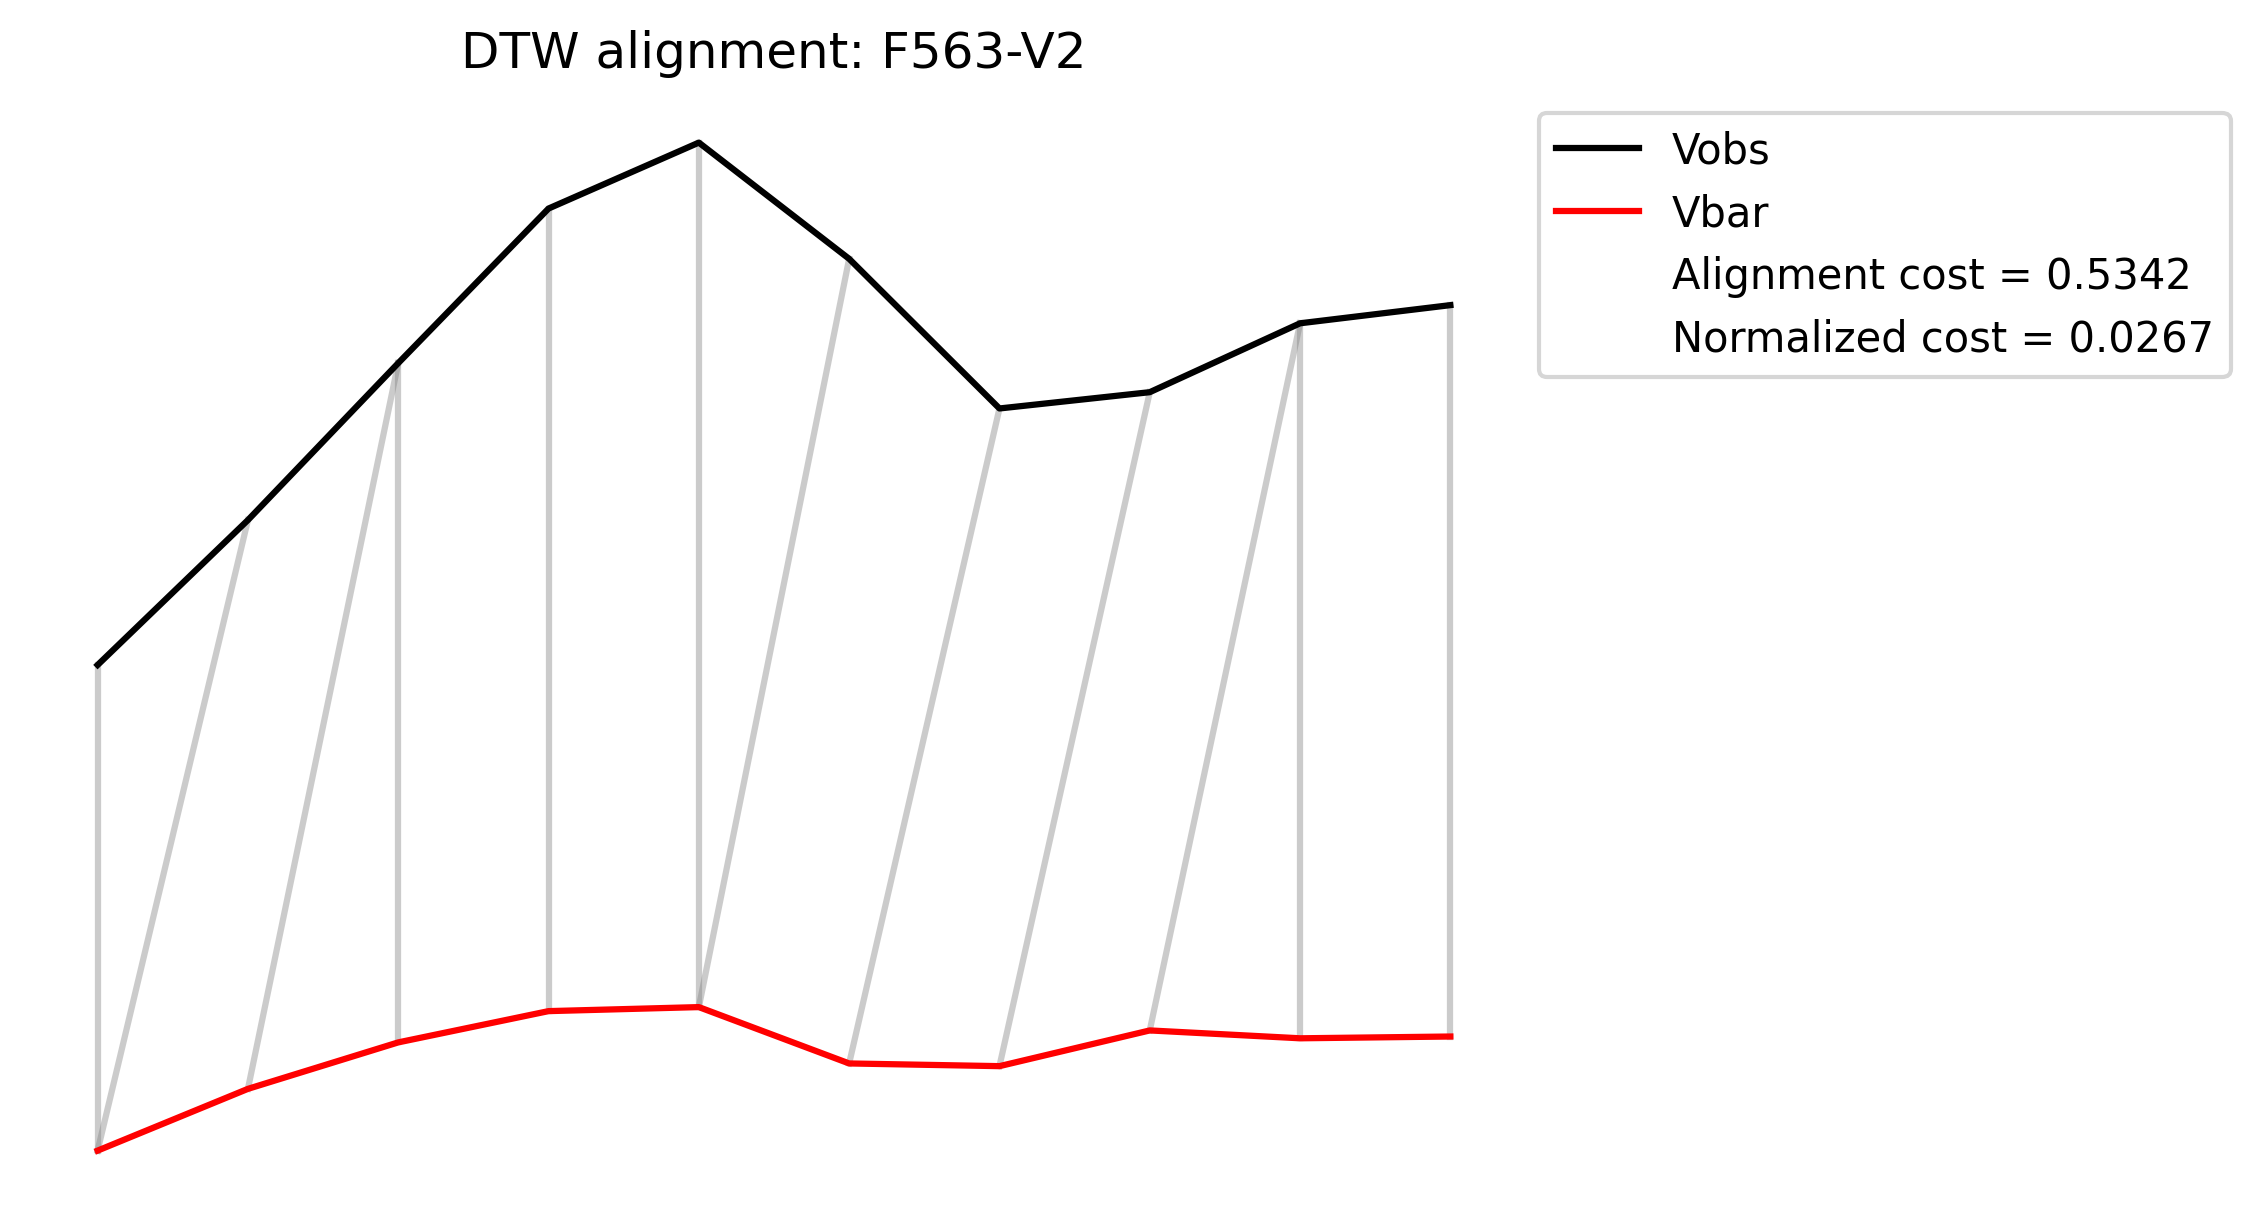 DTW alignment: F563-V2
Vobs
Vbar
Alignment cost = 0.5342
Normalized cost = 0.0267